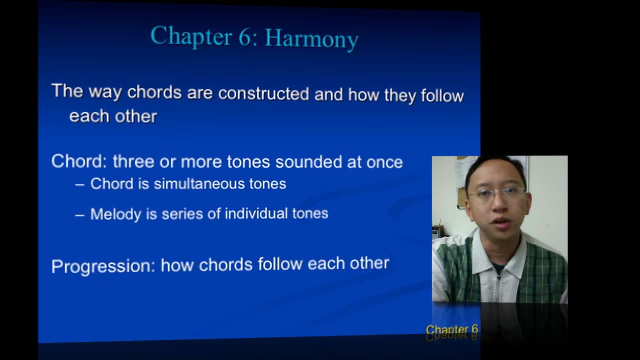 Chapter 6: Harmony
The way chords are constructed and how they follow
each other
Chord: three or more tones sounded at once
– Chord is simultaneous tones
– Melody is series of individual tones
Progression: how chords follow each other
Chapter 6